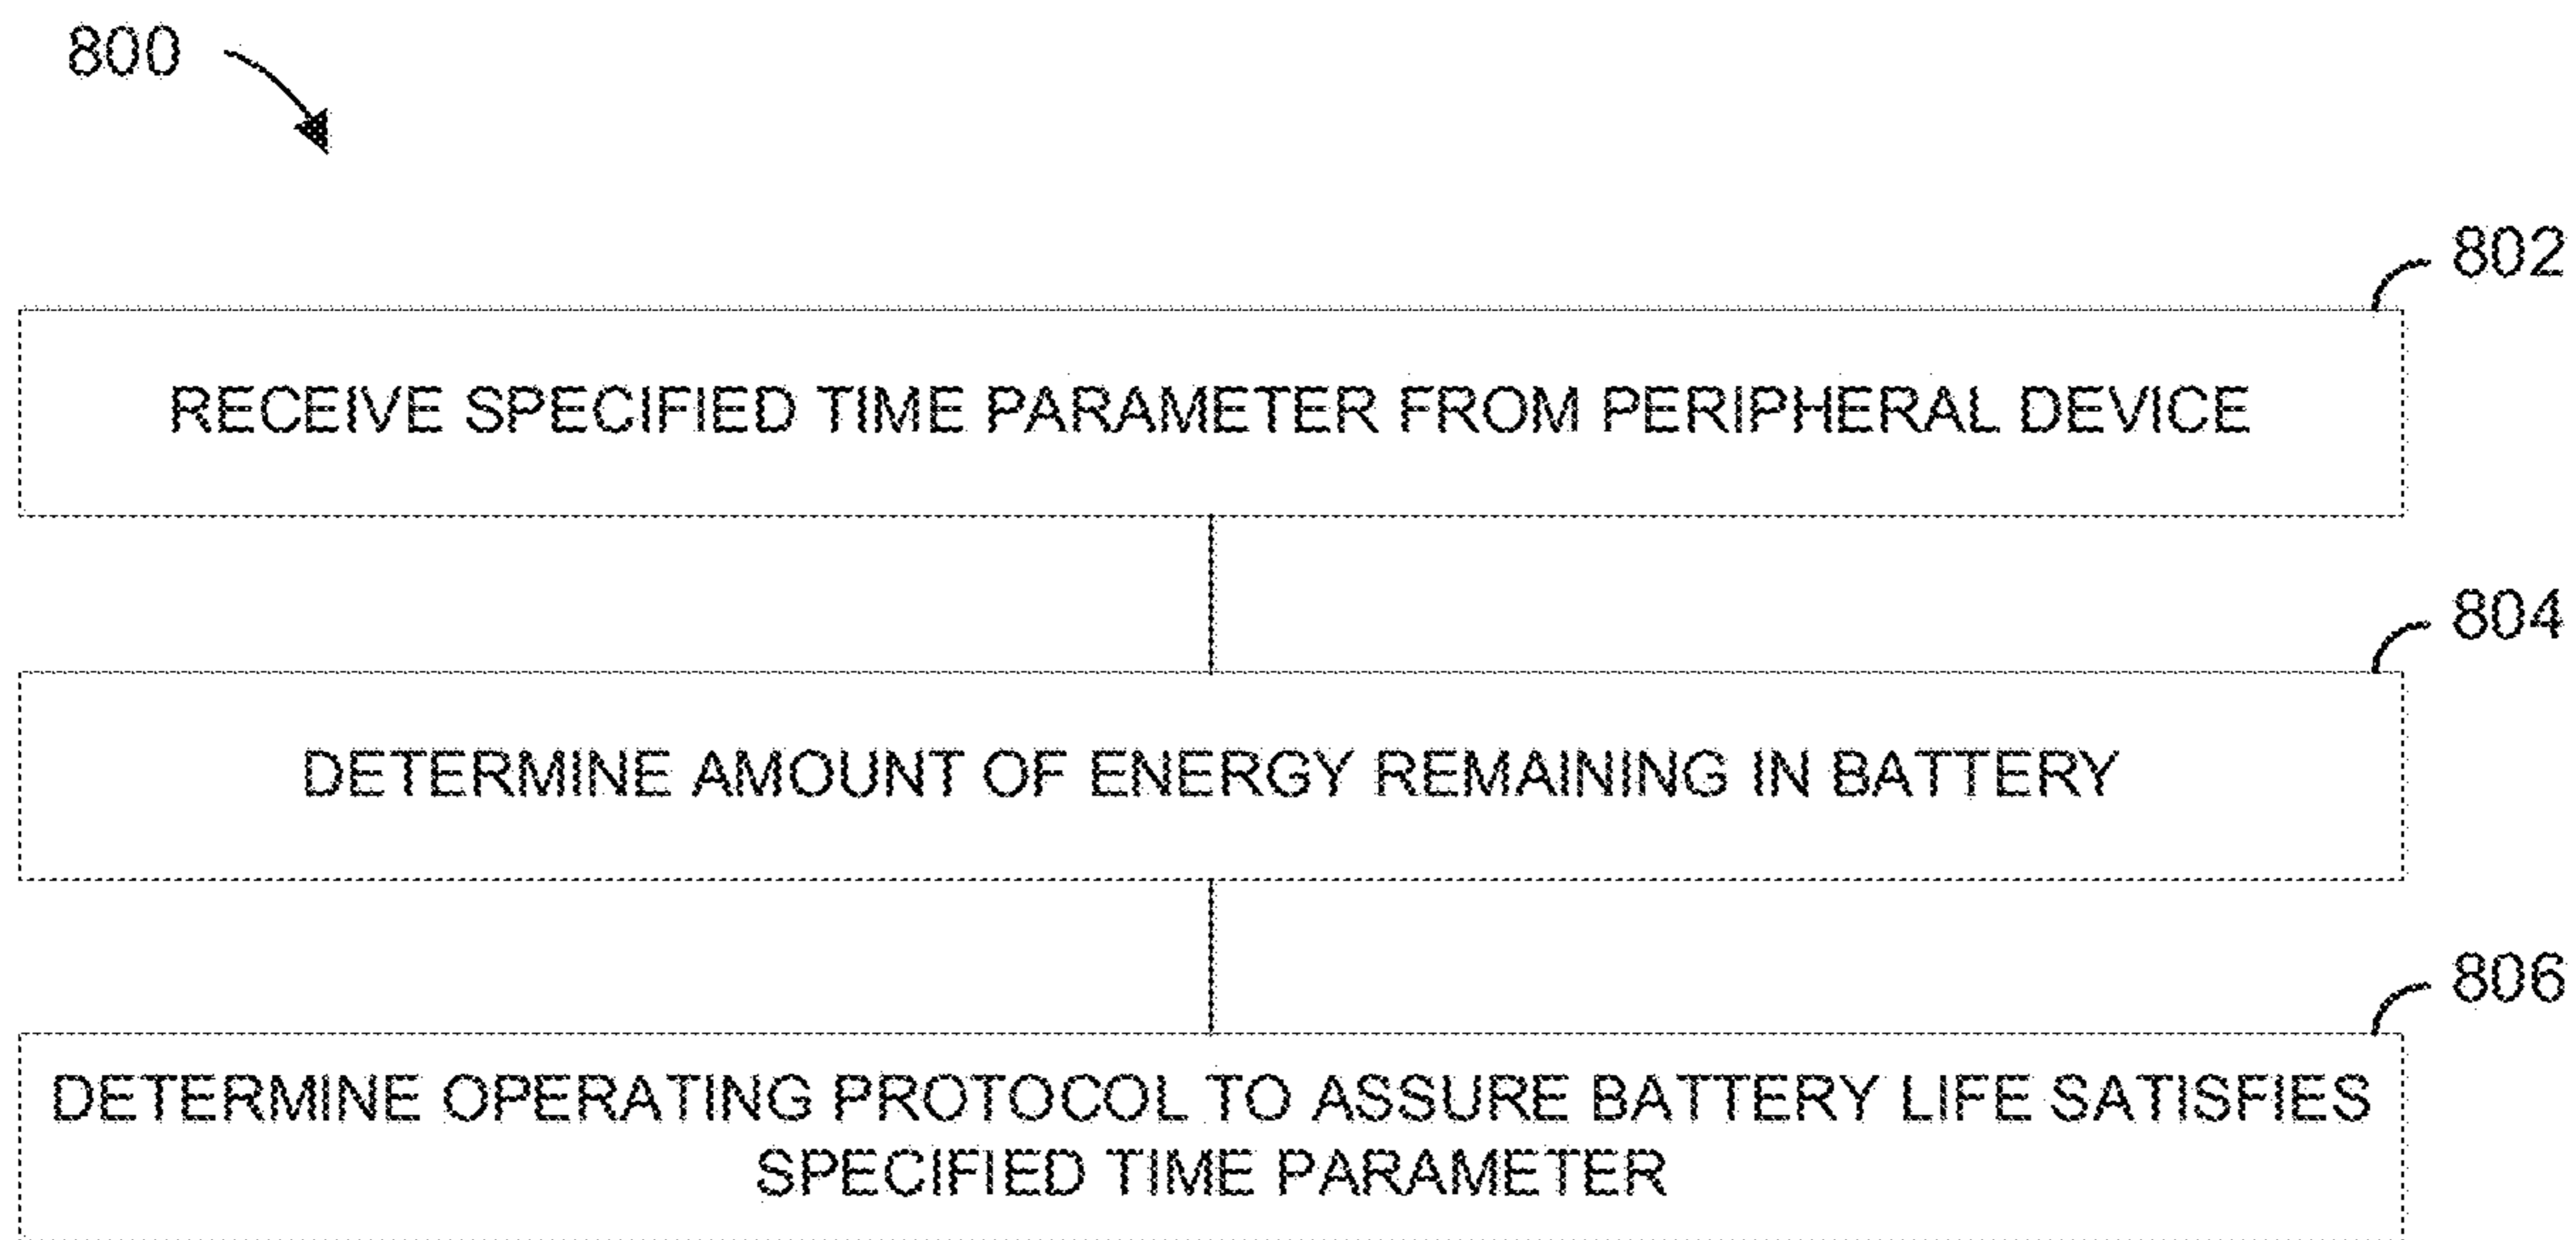 800
802
RECEIVE SPECIFIED TIME PARAMETER FROM PERIPHERAL DEVICE
804
DETERMINE AMOUNT OF ENERGY REMAINING IN BATTERY
806
DETERMINE OPERATING PROTOCOL TO ASSURE BATTERY LIFE SATISFIES
SPECIFIED TIME PARAMETER